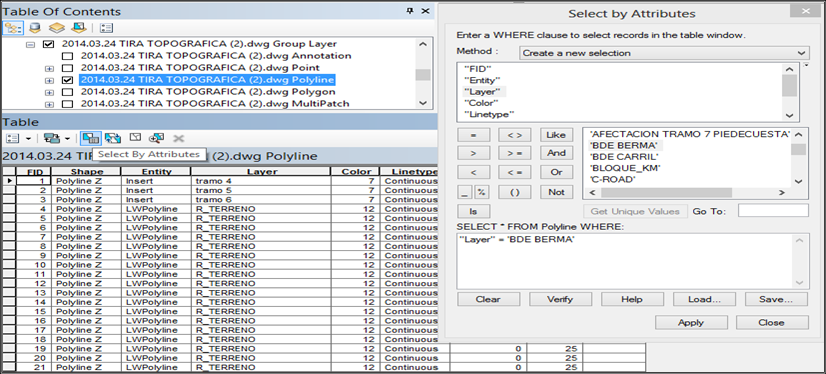 Table Of Contents
2014.03.24 TIRA TOPOGRAFICA (2).dwg Group Layer
2014.03.24 TIRA TOPOGRAFICA (2).dwg Annotation
2014.03.24 TIRA TOPOGRAFICA (2).dwg Point
2014.03.24 TIRA TOPOGRAFICA (2).dwg Polyline
2014.03.24 TIRA TOPOGRAFICA (2).dwg Polygon
2014.03.24 TIRA TOPOGRAFICA (2).dwg MultiPatch
Table
Select By Attributes
2014.03.24 TI (2).dwg Polyline
FID Shape Entity Layer Color Linetype
1 Polyline Z Insert tramo 4 7 Continuous
2 Polyline Z Insert tramo 5 7 Continuous
3 Polyline Z Insert tramo 6 7 Continuous
4 Polyline Z LWPolyline R_TERRENO 12 Continuous
5 Polyline Z LWPolyline R_TERRENO 12 Continuous
6 Polyline Z LWPolyline R_TERRENO 12 Continuous
7 Polyline Z LWPolyline R_TERRENO 12 Continuous
8 Polyline Z LWPolyline R_TERRENO 12 Continuous
9 Polyline Z LWPolyline R_TERRENO 12 Continuous
10 Polyline Z LWPolyline R_TERRENO 12 Continuous
11 Polyline Z LWPolyline R_TERRENO 12 Continuous
12 Polyline Z LWPolyline R_TERRENO 12 Continuous
13 Polyline Z LWPolyline R_TERRENO 12 Continuous
14 Polyline Z LWPolyline R_TERRENO 12 Continuous
15 Polyline Z LWPolyline R_TERRENO 12 Continuous
16 Polyline Z LWPolyline R_TERRENO 12 Continuous
17 Polyline Z LWPolyline R_TERRENO 12 Continuous
18 Polyline Z LWPolyline R_TERRENO 12 Continuous
19 Polyline Z LWPolyline R_TERRENO 12 Continuous 0 25
20 Polyline Z LWPolyline R_TERRENO 12 Continuous 0 25
21 Polyline Z LWPolyline R_TERRENO 12 Continuous 0 25
Select by Attributes
Enter a WHERE clause to select records in the table window.
Method : Create a new selection
"FID"
"Entity"
"Layer"
"Color"
"Linetype"
= < > Like
> > = And
< < = Or
_ % ( ) Not
Is
'AFECTACION TRAMO 7 PIEDECUESTA'
'BDE BERMA'
'BDE CARRIL'
'BLOQUE_KM'
'C-ROAD'
Get Unique Values Go To:
SELECT * FROM Polyline WHERE:
"Layer" = 'BDE BERMA'
Clear Verify Help Load... Save...
Apply Close